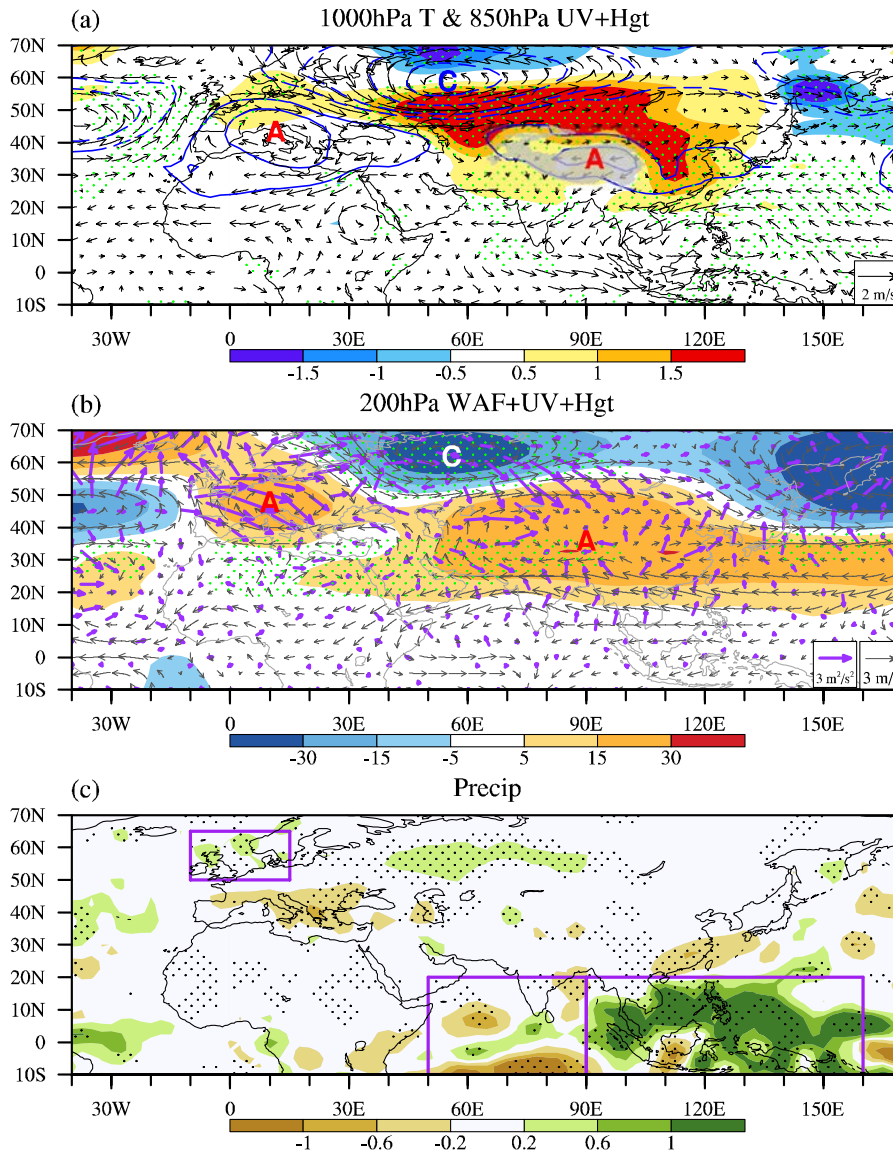 (a) 1000hPa T & 850hPa UV+Hgt
70N
60N
50N
40N
30N
20N
10N
0
10S
C
A
A
2 m/s
30W 0 30E 60E 90E 120E 150E
-1.5 -1 -0.5 0.5 1 1.5
(b) 200hPa WAF+UV+Hgt
70N
60N
50N
40N
30N
20N
10N
0
10S
C
A
A
3 m²/s² 3 m/
30W 0 30E 60E 90E 120E 150E
-30 -15 -5 5 15 30
(c) Precip
70N
60N
50N
40N
30N
20N
10N
0
10S
30W 0 30E 60E 90E 120E 150E
-1 -0.6 -0.2 0.2 0.6 1